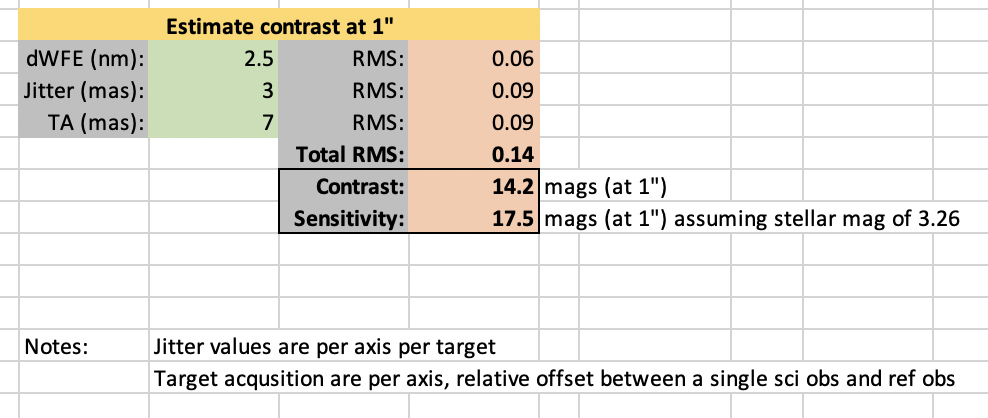 Estimate contrast at 1"
dWFE (nm): 2.5 RMS: 0.06
Jitter (mas): 3 RMS: 0.09
TA (mas): 7 RMS: 0.09
Total RMS: 0.14
Contrast: 14.2 mags (at 1")
Sensitivity: 17.5 mags (at 1") assuming stellar mag of 3.26
Notes: Jitter values are per axis per target
Target acqusition are per axis, relative offset between a single sci obs and ref obs